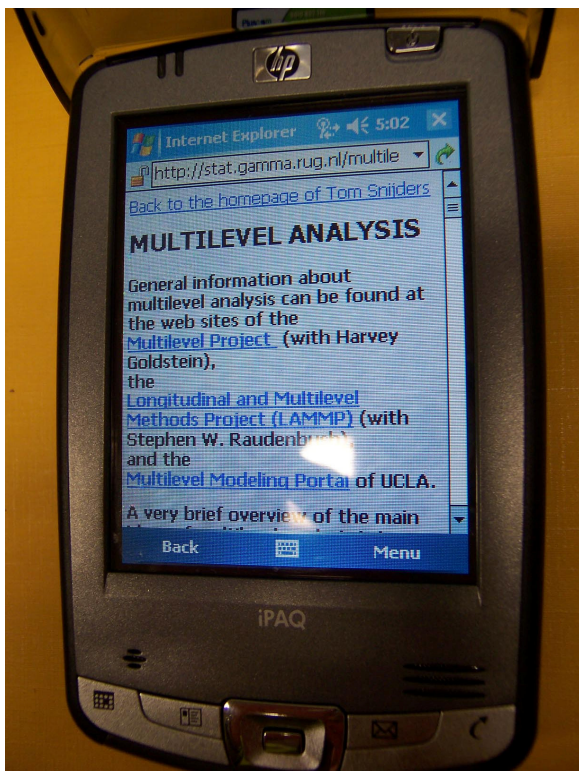 hp
Internet Explorer 5:02
http://stat.gamma.rug.nl/multile
Back to the homepage of Tom Snijders
MULTILEVEL ANALYSIS
General information about
multilevel analysis can be found at
the web sites of the
Multilevel Project (with Harvey
Goldstein),
the
Longitudinal and Multilevel
Methods Project (LAMMP) (with
Stephen W. Raudenbush),
and the
Multilevel Modeling Portal of UCLA.
A very brief overview of the main
Back Menu
iPAQ